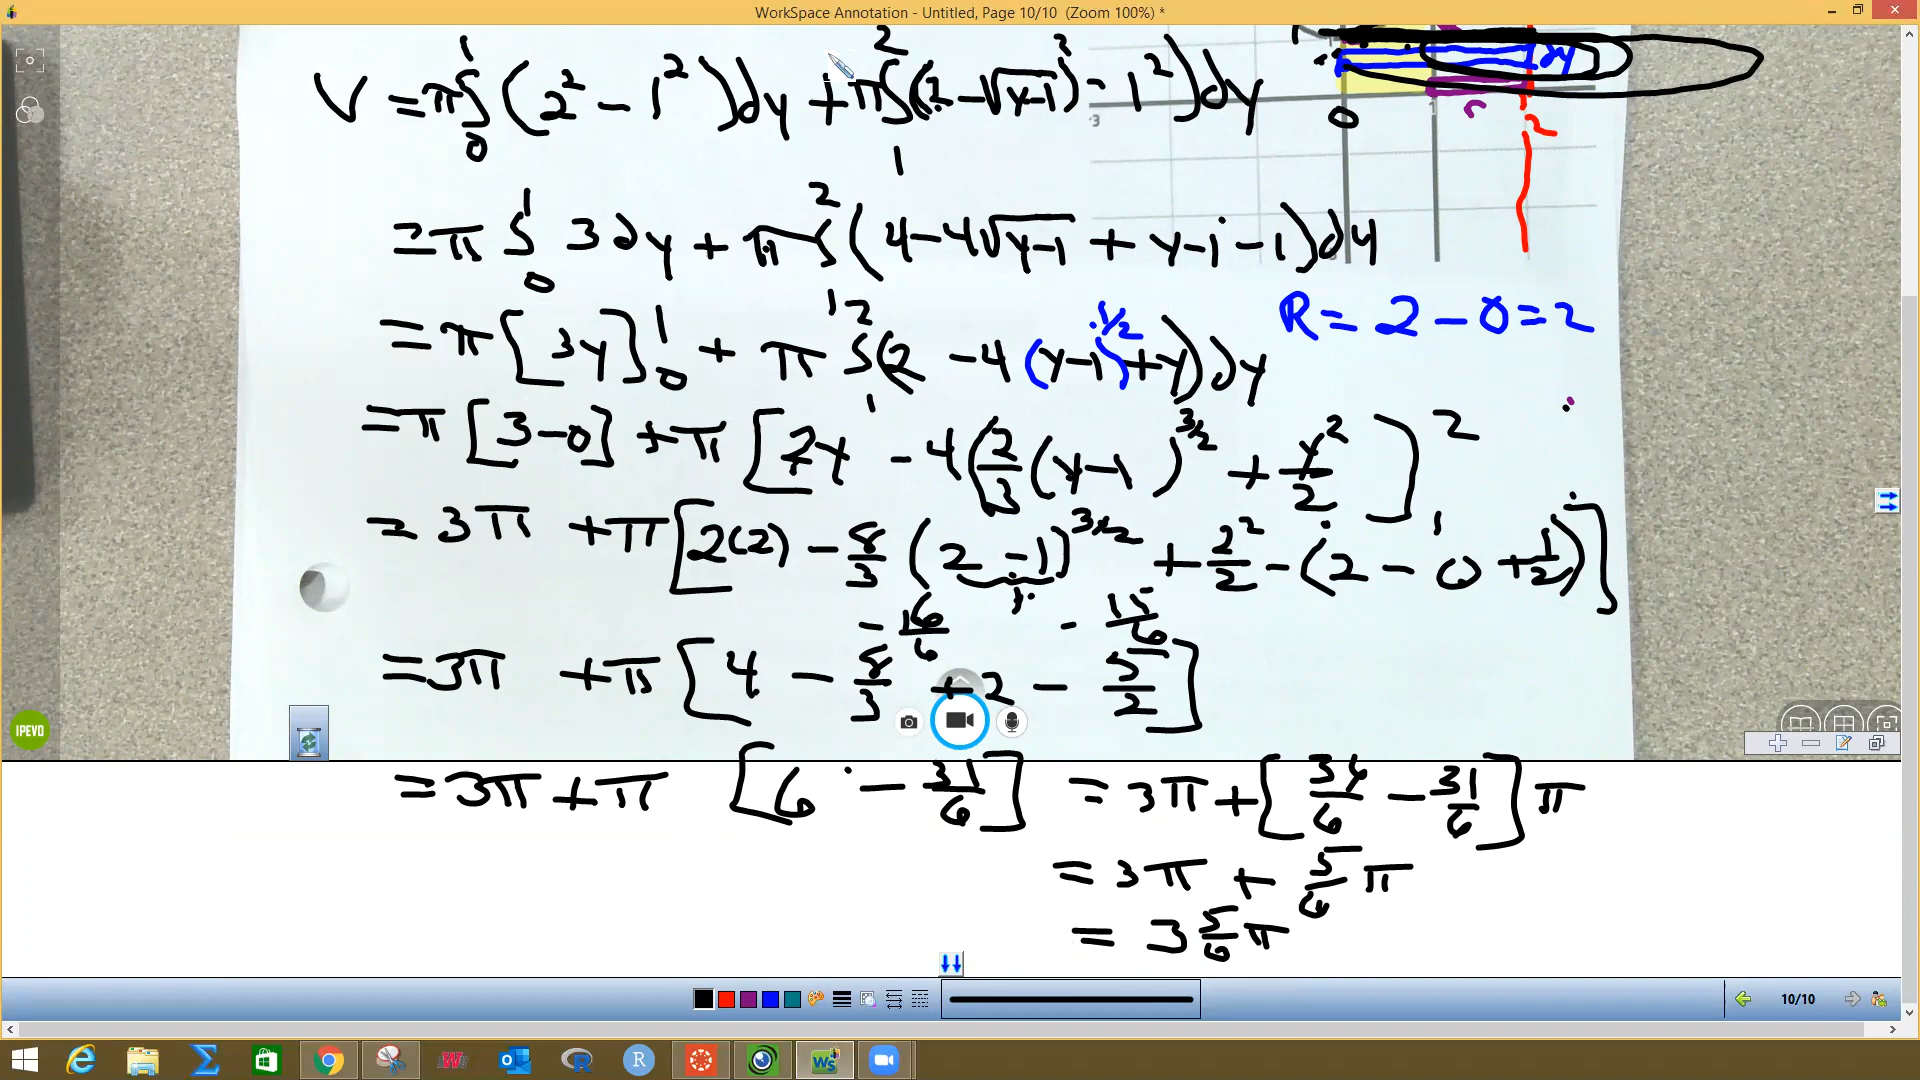 WorkSpace Annotation - Untitled, Page 10/10 (Zoom 100%) *
V = π∫₀¹ (2² - 1²)dy + π∫₁² ((2 - √(y-1))² - 1²)dy
dy
-3
0
1
r
2
= π∫₀¹ 3dy + π∫₁² (4 - 4√(y-1) + y - 1 - 1)dy
R = 2 - 0 = 2
= π[3y]₀¹ + π∫₁² (2 - 4(y-1)^1/2 + y)dy
= π[3 - 0] + π[2y - 4(2/3 (y-1)^3/2 + y²/2]₁²
= 3π + π[2(2) - 8/3 (2 - 1)^3/2 + 2²/2 - (2 - 0 + 1/2)]
1
- 16/6 - 15/6
= 3π + π[4 - 8/3 + 2 - 5/2]
IPEVO
= 3π + π [6 - 31/6] = 3π + [36/6 - 31/6]π
= 3π + 5/6 π
= 3 5/6 π
10/10